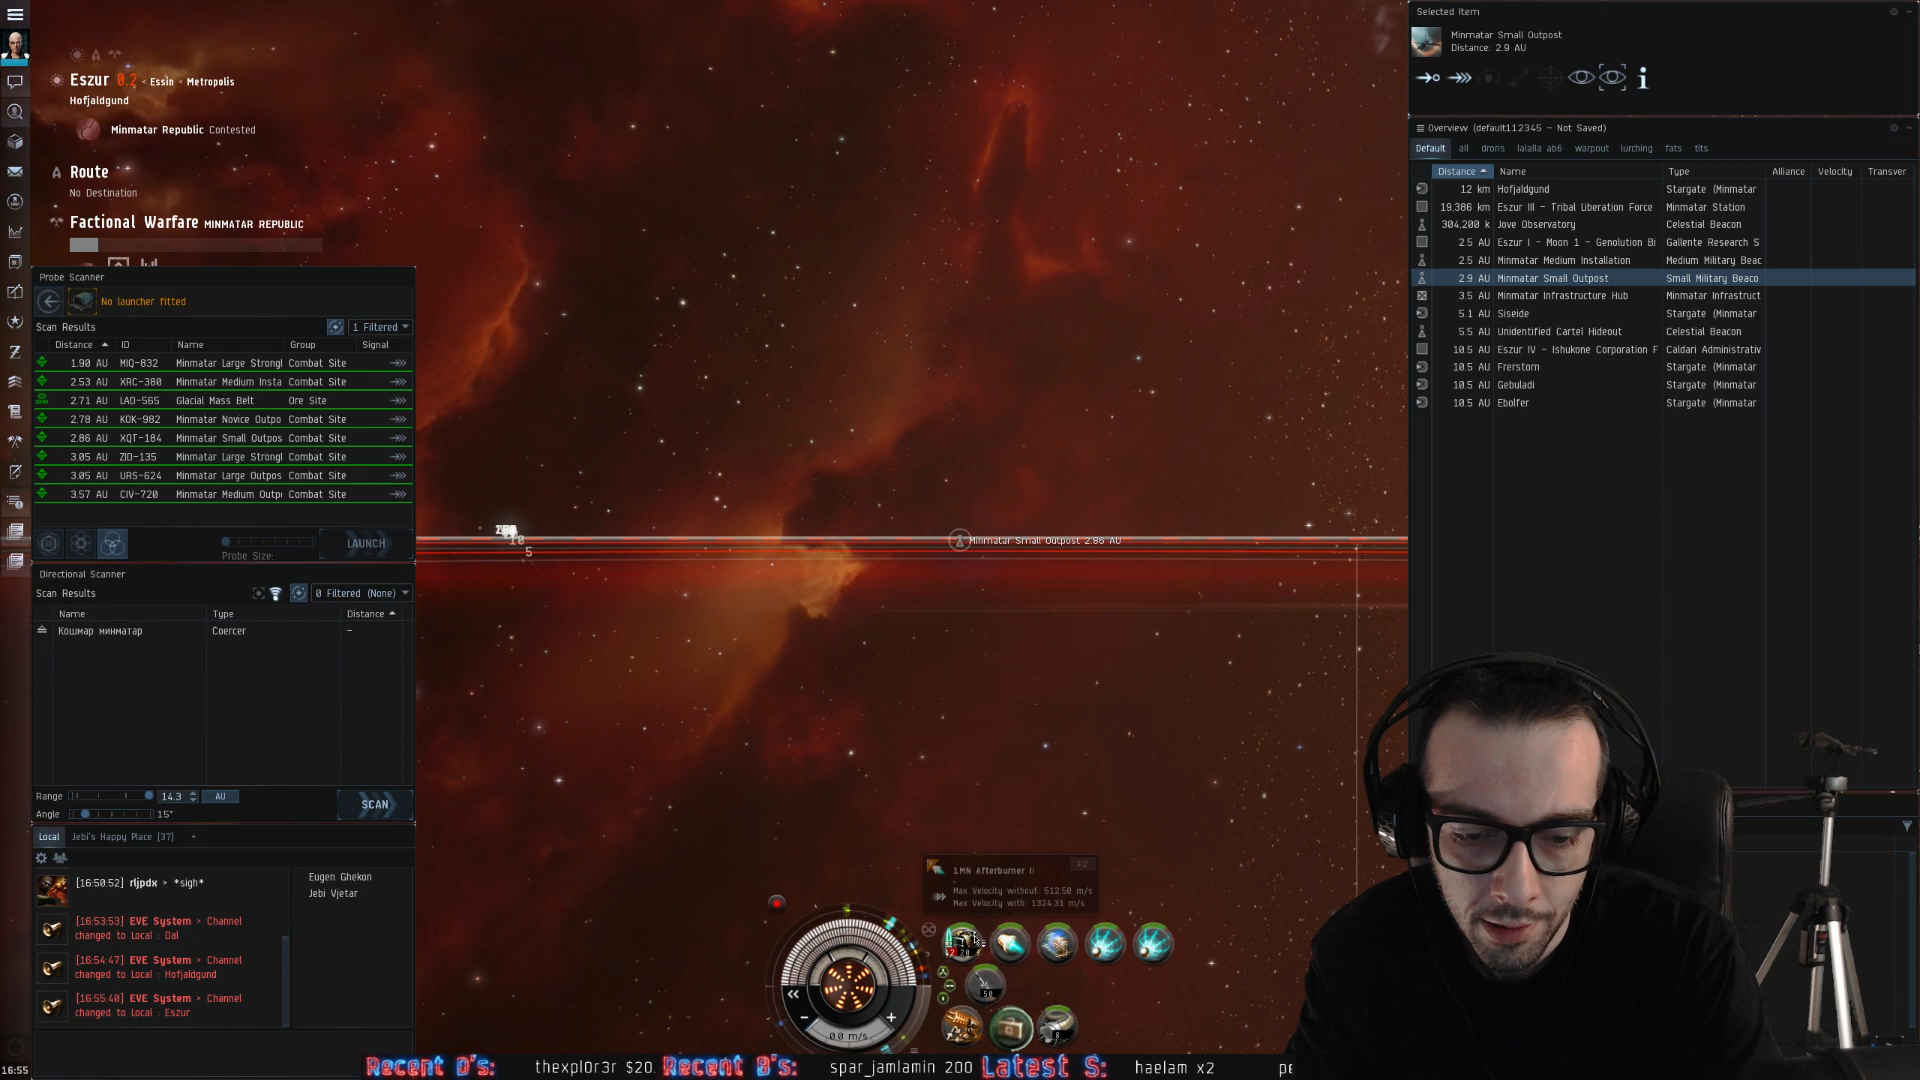 Eszur 0.2 < Essin < Metropolis
Hofjaldgund
Minmatar Republic Contested
Route
No Destination
Factional Warfare MINMATAR REPUBLIC
Probe Scanner
No launcher fitted
Scan Results
1 Filtered
Distance ID Name Group Signal
1.90 AU MIQ-832 Minmatar Large Strongl Combat Site
2.53 AU XRC-380 Minmatar Medium Insta Combat Site
2.71 AU LAO-565 Glacial Mass Belt Ore Site
2.78 AU KOK-982 Minmatar Novice Outpo Combat Site
2.86 AU XQT-184 Minmatar Small Outpos Combat Site
3.05 AU ZID-135 Minmatar Large Strongl Combat Site
3.05 AU URS-624 Minmatar Large Outpos Combat Site
3.57 AU CIV-720 Minmatar Medium Outp Combat Site
Probe Size:
LAUNCH
Directional Scanner
Scan Results
0 Filtered (None)
Name Type Distance
Кошмар минматар Coercer –
Range 14.3 AU
Angle 15°
SCAN
Local Jebi's Happy Place [37] +
[16:50:52] rljpdx > *sigh*
[16:53:53] EVE System > Channel
changed to Local : Dal
[16:54:47] EVE System > Channel
changed to Local : Hofjaldgund
[16:55:40] EVE System > Channel
changed to Local : Eszur
Eugen Ghekon
Jebi Vjetar
16:55
10
5
Minmatar Small Outpost 2.86 AU
1MN Afterburner II F2
Max Velocity without: 512.50 m/s
Max Velocity with: 1324.31 m/s
20
50
8
0.0 m/s
Recent D's: thexpl0r3r $20. Recent B's: spar_jamlamin 200 Latest S: haelam x2 pe
Selected Item
Minmatar Small Outpost
Distance: 2.9 AU
Overview (default112345 - Not Saved)
Default all drons lalalla ab6 warpout lurching fats tits
Distance Name Type Alliance Velocity Transver
12 km Hofjaldgund Stargate (Minmatar
19,386 km Eszur III - Tribal Liberation Force Minmatar Station
304,200 k Jove Observatory Celestial Beacon
2.5 AU Eszur I - Moon 1 - Genolution Bi Gallente Research S
2.5 AU Minmatar Medium Installation Medium Military Beac
2.9 AU Minmatar Small Outpost Small Military Beaco
3.5 AU Minmatar Infrastructure Hub Minmatar Infrastruct
5.1 AU Siseide Stargate (Minmatar
5.5 AU Unidentified Cartel Hideout Celestial Beacon
10.5 AU Eszur IV - Ishukone Corporation F Caldari Administrativ
10.5 AU Frerstorn Stargate (Minmatar
10.5 AU Gebuladi Stargate (Minmatar
10.5 AU Ebolfer Stargate (Minmatar